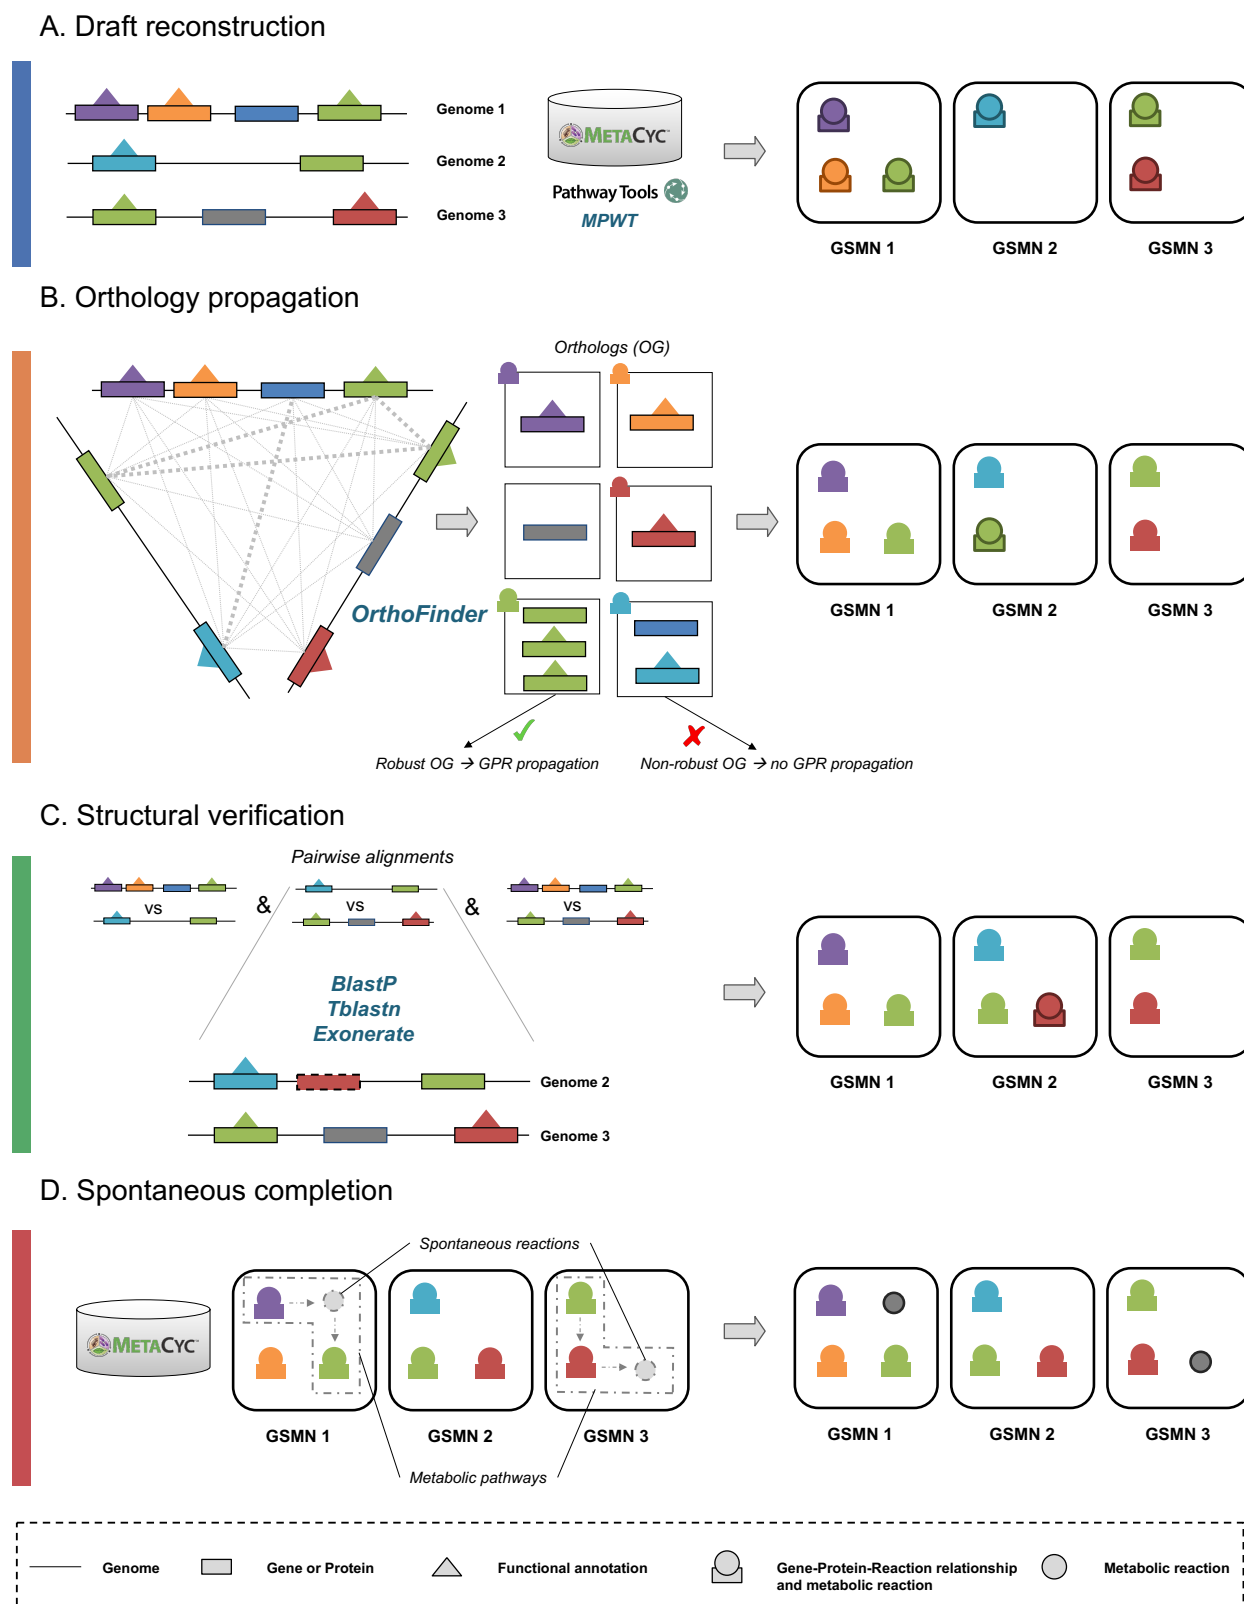 A. Draft reconstruction
Genome 1
Genome 2
Genome 3
METACYC™
Pathway Tools
MPWT
GSMN 1
GSMN 2
GSMN 3
B. Orthology propagation
Orthologs (OG)
OrthoFinder
Robust OG → GPR propagation
Non-robust OG → no GPR propagation
GSMN 1
GSMN 2
GSMN 3
C. Structural verification
Pairwise alignments
vs
&
vs
&
vs
BlastP
Tblastn
Exonerate
Genome 2
Genome 3
GSMN 1
GSMN 2
GSMN 3
D. Spontaneous completion
Spontaneous reactions
METACYC™
GSMN 1
GSMN 2
GSMN 3
Metabolic pathways
GSMN 1
GSMN 2
GSMN 3
Genome
Gene or Protein
Functional annotation
Gene-Protein-Reaction relationship
and metabolic reaction
Metabolic reaction